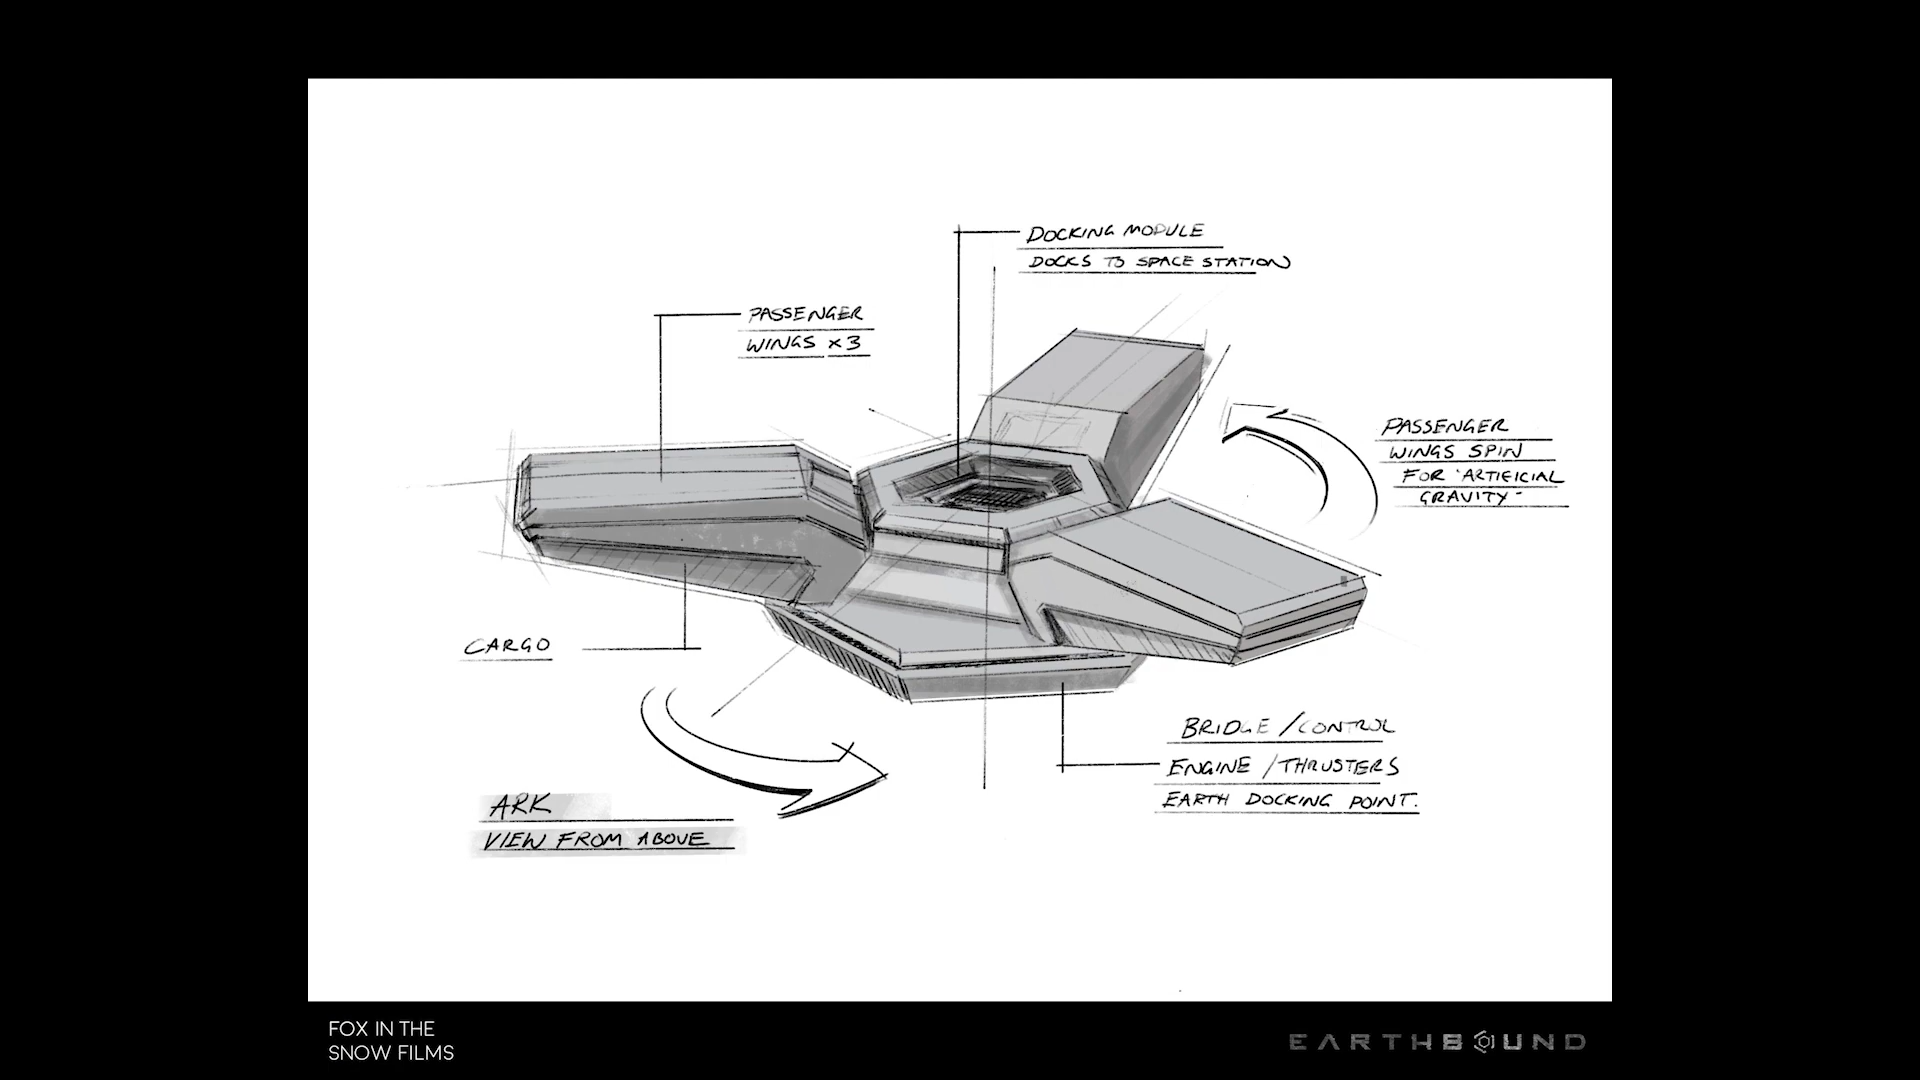 DOCKING MODULE
DOCKS TO SPACE STATION
PASSENGER
WINGS x3
PASSENGER
WINGS SPIN
FOR 'ARTIFICIAL
GRAVITY'
CARGO
BRIDGE / CONTROL
ENGINE / THRUSTERS
EARTH DOCKING POINT.
ARK
VIEW FROM ABOVE
FOX IN THE
SNOW FILMS
EARTHBOUND